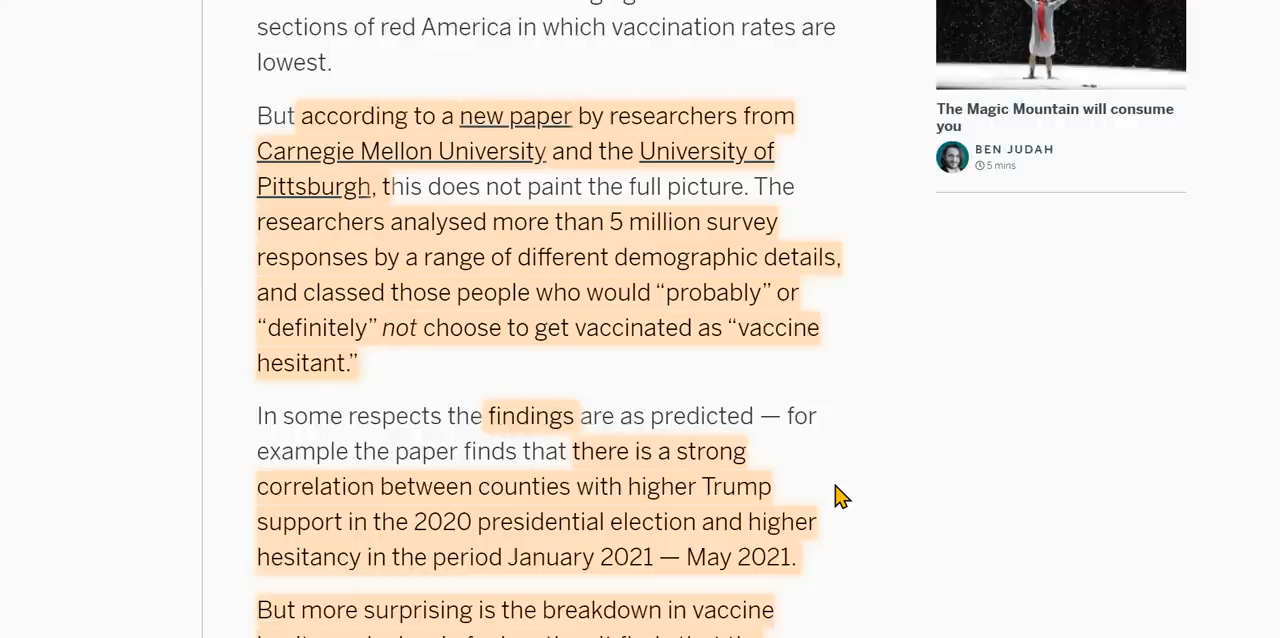 sections of red America in which vaccination rates are
lowest.
But according to a new paper by researchers from
Carnegie Mellon University and the University of
Pittsburgh, this does not paint the full picture. The
researchers analysed more than 5 million survey
responses by a range of different demographic details,
and classed those people who would “probably” or
“definitely” not choose to get vaccinated as “vaccine
hesitant.”
In some respects the findings are as predicted — for
example the paper finds that there is a strong
correlation between counties with higher Trump
support in the 2020 presidential election and higher
hesitancy in the period January 2021 — May 2021.
But more surprising is the breakdown in vaccine
The Magic Mountain will consume
you
BEN JUDAH
5 mins